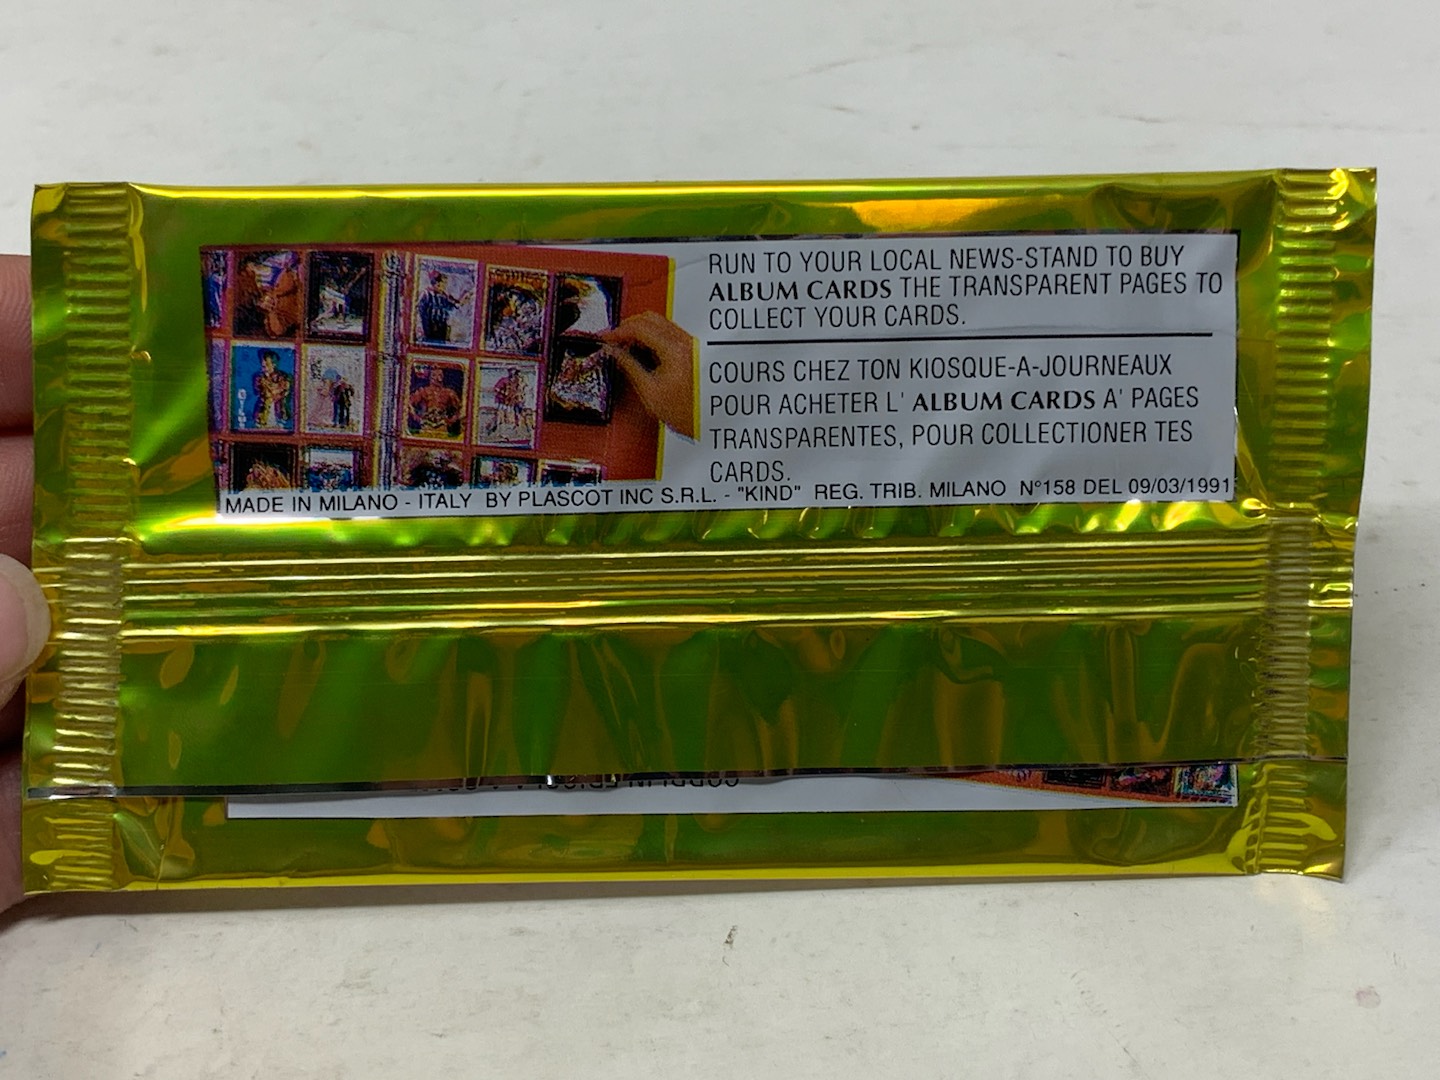 RUN TO YOUR LOCAL NEWS-STAND TO BUY
ALBUM CARDS THE TRANSPARENT PAGES TO
COLLECT YOUR CARDS.
COURS CHEZ TON KIOSQUE-A-JOURNEAUX
POUR ACHETER L' ALBUM CARDS A' PAGES
TRANSPARENTES, POUR COLLECTIONER TES
CARDS.
MADE IN MILANO - ITALY BY PLASCOT INC S.R.L. - "KIND" REG. TRIB. MILANO N°158 DEL 09/03/1991